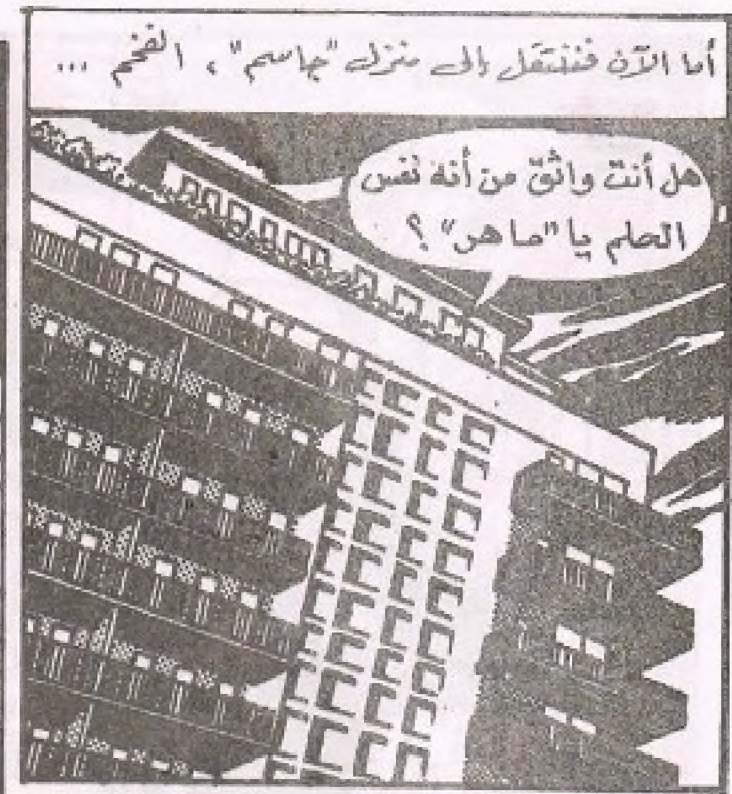 أما الآن فننتقل إلى منزل "جاسم"، الفخم ...
هل أنت واثق من أنه نفس
الحلم يا "ماهر" ؟